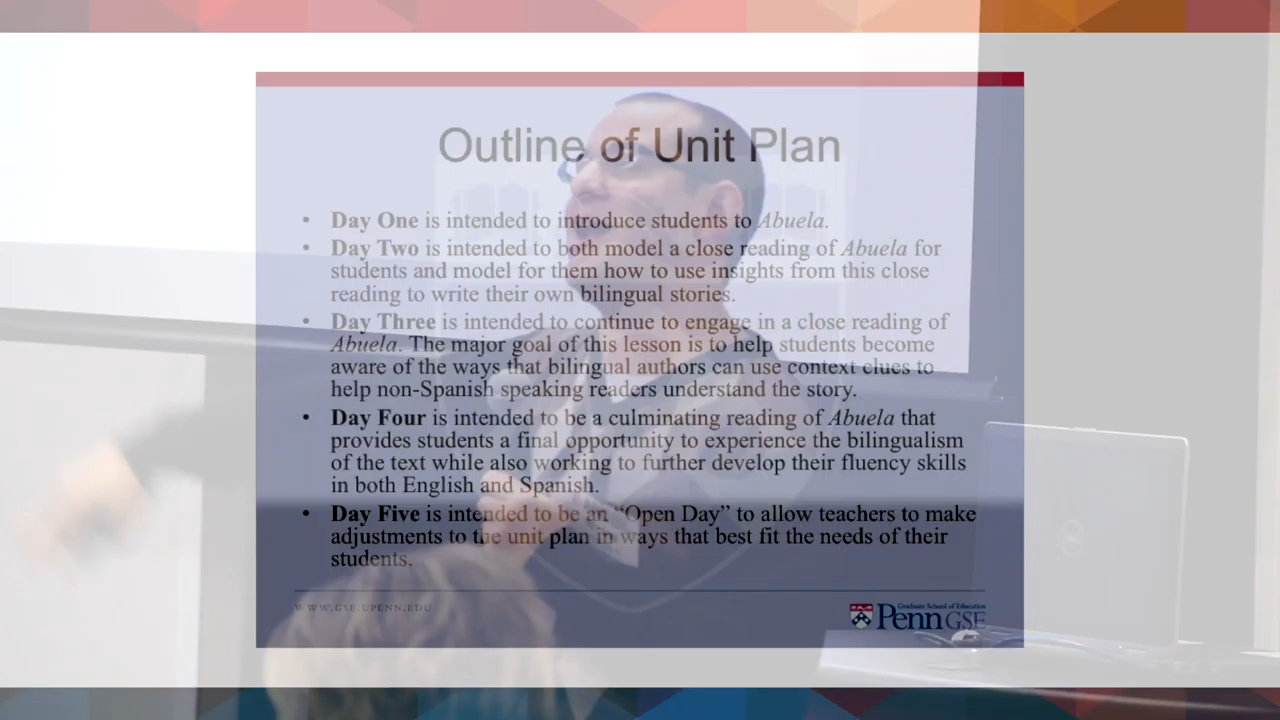 Outline of Unit Plan
• Day One is intended to introduce students to Abuela.
• Day Two is intended to both model a close reading of Abuela for
students and model for them how to use insights from this close
reading to write their own bilingual stories.
• Day Three is intended to continue to engage in a close reading of
Abuela. The major goal of this lesson is to help students become
aware of the ways that bilingual authors can use context clues to
help non-Spanish speaking readers understand the story.
• Day Four is intended to be a culminating reading of Abuela that
provides students a final opportunity to experience the bilingualism
of the text while also working to further develop their fluency skills
in both English and Spanish.
• Day Five is intended to be an “Open Day” to allow teachers to make
adjustments to the unit plan in ways that best fit the needs of their
students.
WWW.GSE.UPENN.EDU
Graduate School of Education
Penn GSE